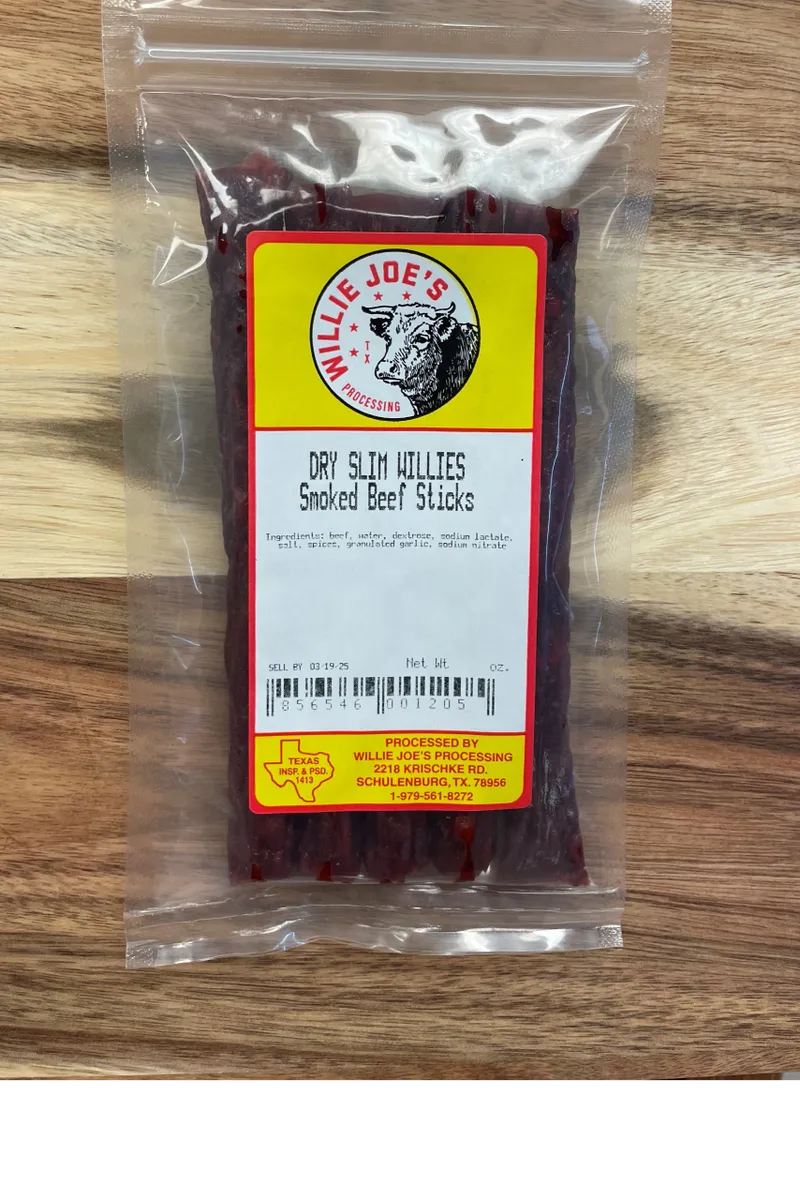 WILLIE JOE'S
TX
PROCESSING
DRY SLIM WILLIES
Smoked Beef Sticks
Ingredients: beef, water, dextrose, sodium lactate,
salt, spices, granulated garlic, sodium nitrate
SELL BY 03/19/25 Net Wt oz.
856546 001205
TEXAS
INSP. & PSD.
1413
PROCESSED BY
WILLIE JOE'S PROCESSING
2218 KRISCHKE RD.
SCHULENBURG, TX. 78956
1-979-561-8272